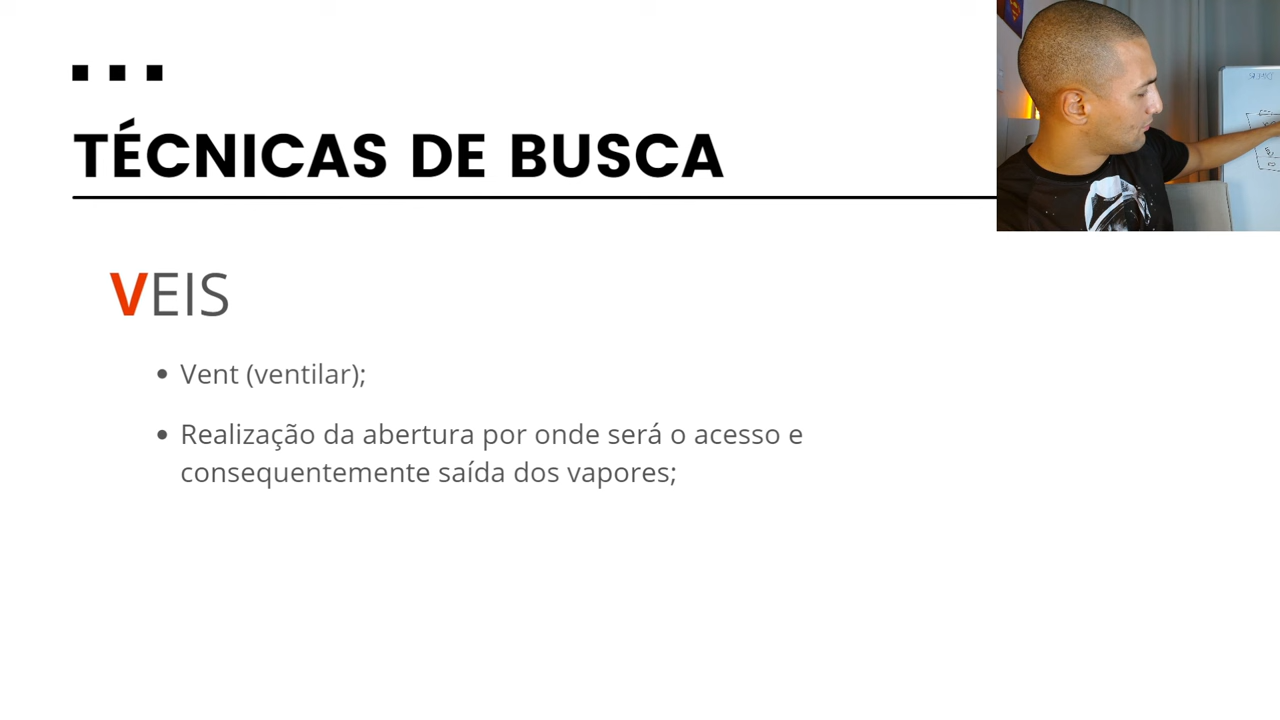 TÉCNICAS DE BUSCA
VEIS
• Vent (ventilar);
• Realização da abertura por onde será o acesso e
consequentemente saída dos vapores;